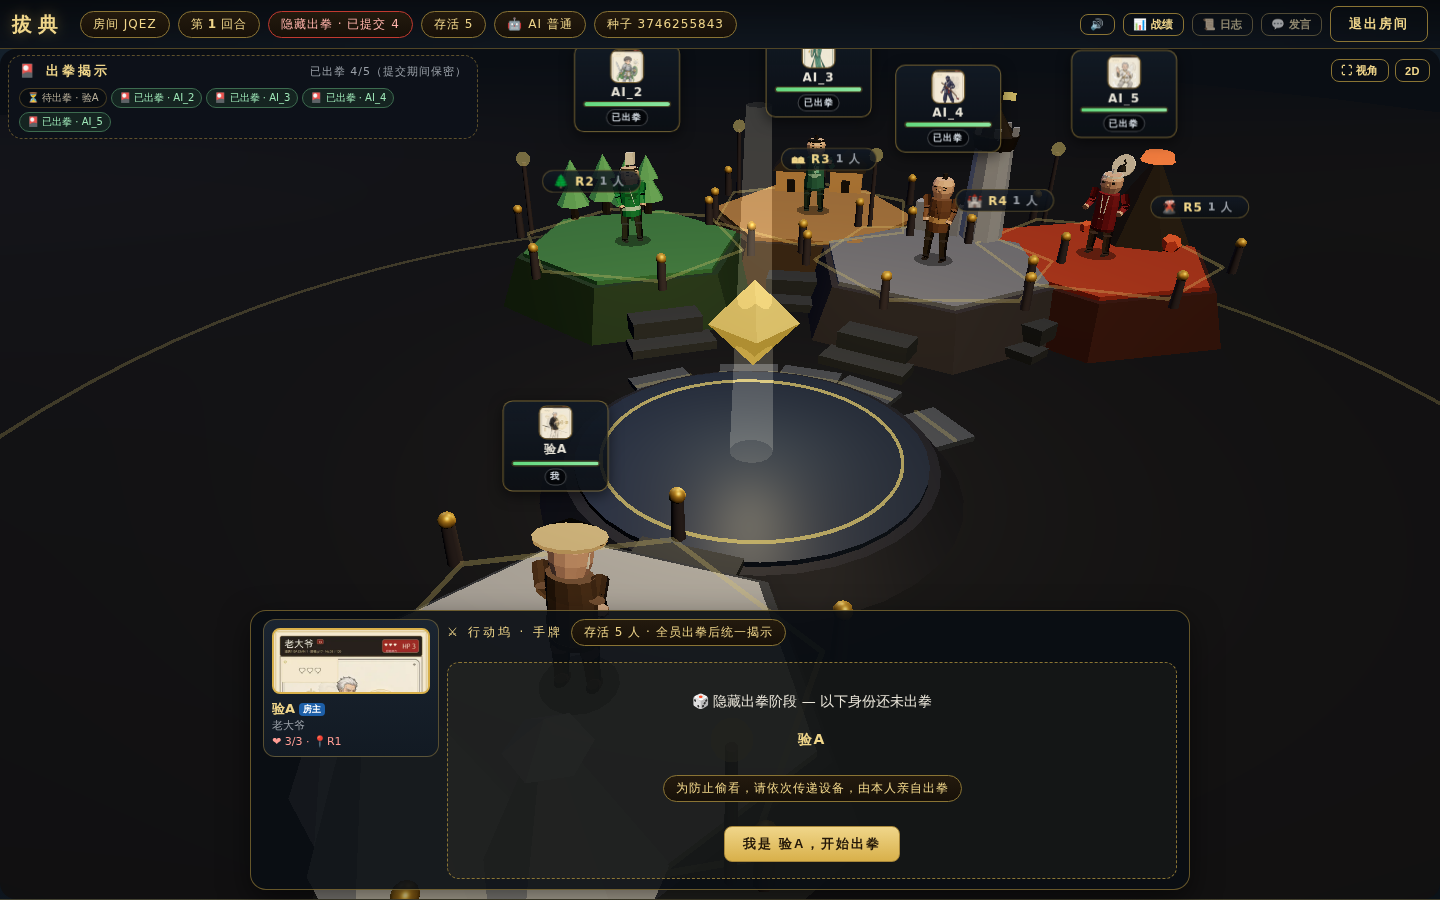 拔典
房间 JQEZ
第 1 回合
隐藏出拳 · 已提交 4
存活 5
🤖 AI 普通
种子 3746255843
🔊
📊 战绩
📜 日志
💬 发言
退出房间
🎴 出拳揭示
已出拳 4/5（提交期间保密）
⏳ 待出拳 · 验A
🎴 已出拳 · AI_2
🎴 已出拳 · AI_3
🎴 已出拳 · AI_4
🎴 已出拳 · AI_5
⛶ 视角
2D
AI_2
已出拳
AI_3
已出拳
AI_4
已出拳
AI_5
已出拳
🌲 R2 1 人
🏘 R3 1 人
🏰 R4 1 人
🌋 R5 1 人
验A
我
老大爷
♥♥♥ HP 3
验A 房主
老大爷
❤ 3/3 · 📍R1
⚔ 行动坞 · 手牌
存活 5 人 · 全员出拳后统一揭示
🎲 隐藏出拳阶段 — 以下身份还未出拳
验A
为防止偷看，请依次传递设备，由本人亲自出拳
我是 验A，开始出拳